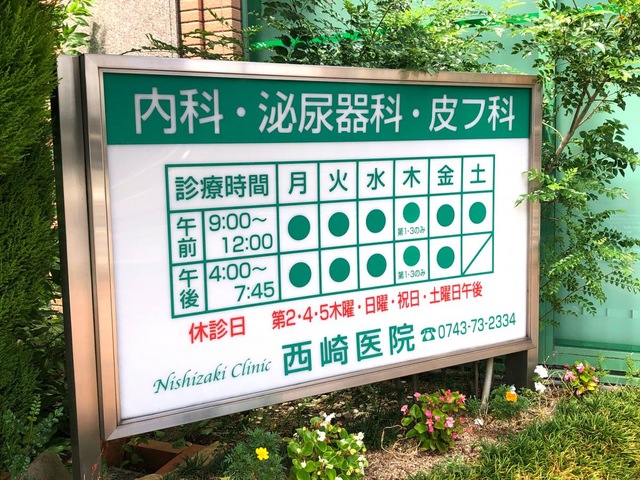 内科・泌尿器科・皮フ科
診療時間 月 火 水 木 金 土
午前 9:00〜12:00 ● ● ● ● 第1・3のみ ● ●
午後 4:00〜7:45 ● ● ● ● 第1・3のみ ● ／
休診日 第2・4・5木曜・日曜・祝日・土曜日午後
Nishizaki Clinic 西崎医院 ☎0743-73-2334